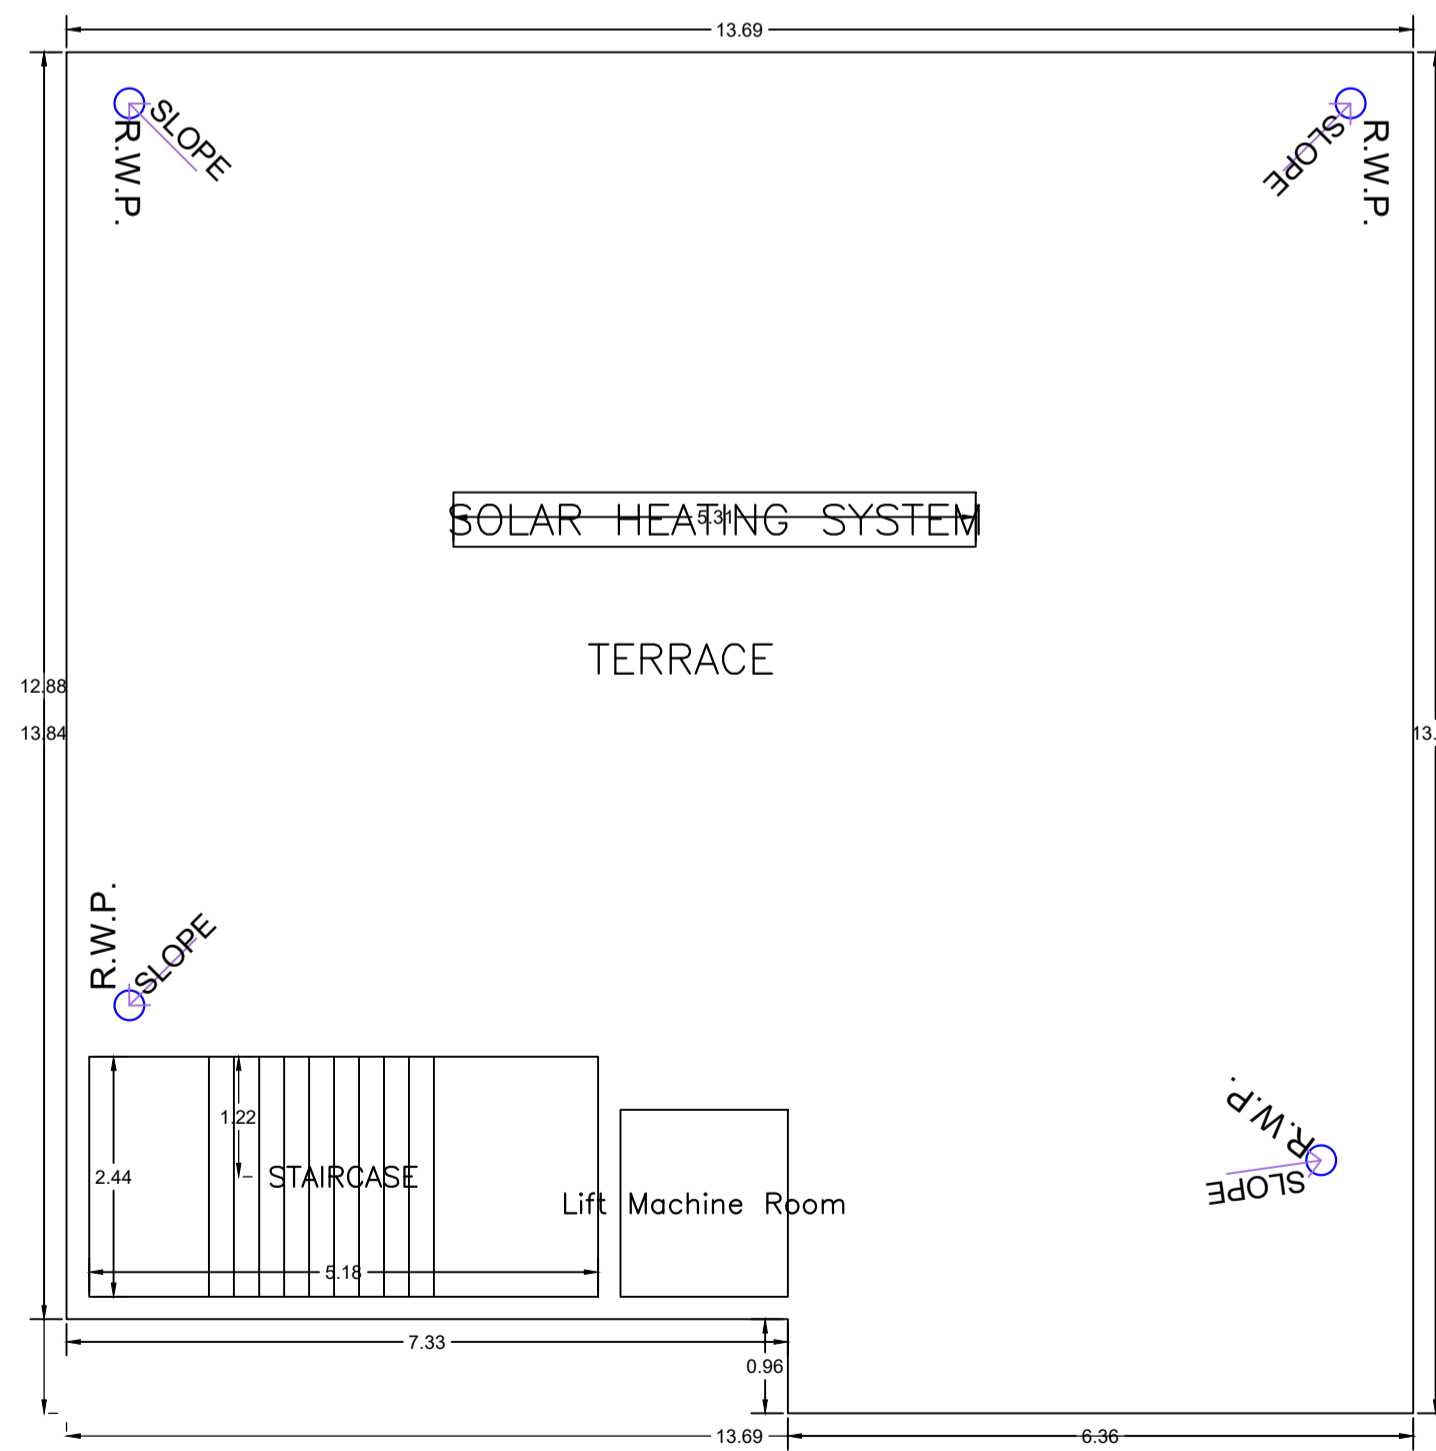 13.69
SLOPE
R.W.P.
SLOPE
R.W.P.
SOLAR HEATING SYSTEM
5.31
TERRACE
12.88
13.84
13.
R.W.P.
SLOPE
1.22
2.44
STAIRCASE
5.18
Lift Machine Room
R.W.P.
SLOPE
7.33
0.96
13.69
6.36